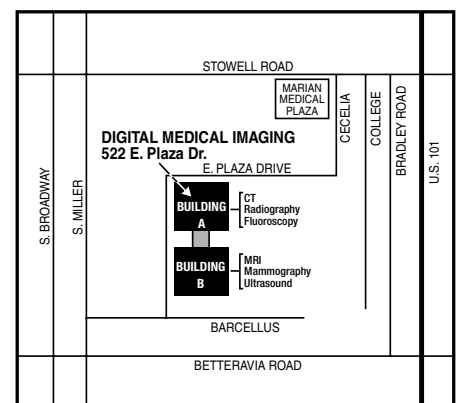 STOWELL ROAD
MARIAN
MEDICAL
PLAZA
CECELIA
COLLEGE
BRADLEY ROAD
U.S. 101
DIGITAL MEDICAL IMAGING
522 E. Plaza Dr.
E. PLAZA DRIVE
S. BROADWAY
S. MILLER
BUILDING
A
CT
Radiography
Fluoroscopy
BUILDING
B
MRI
Mammography
Ultrasound
BARCELLUS
BETTERAVIA ROAD